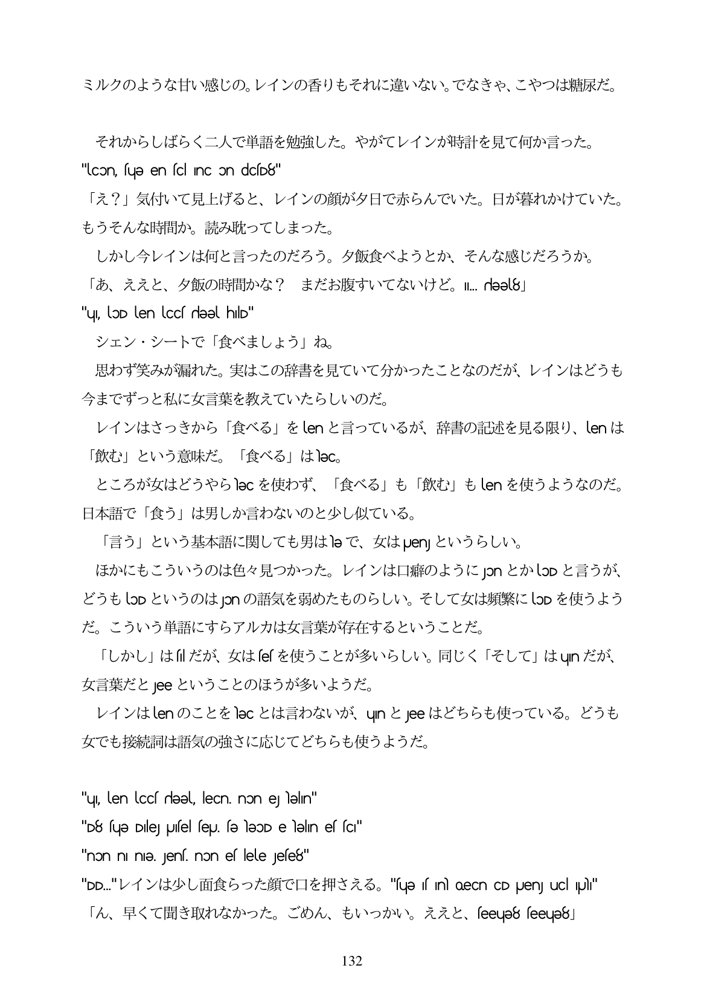 ミルクのような甘い感じの。レインの香りもそれに違いない。でなきゃ、こやつは糖尿だ。
それからしばらく二人で単語を勉強した。やがてレインが時計を見て何か言った。
"lcɔn, ſɥə en ſcl ınc ɔn dcſɒ8"
「え？」気付いて見上げると、レインの顔が夕日で赤らんでいた。日が暮れかけていた。
もうそんな時間か。読み耽ってしまった。
しかし今レインは何と言ったのだろう。夕飯食べようとか、そんな感じだろうか。
「あ、ええと、夕飯の時間かな？　まだお腹すいてないけど。ıı... dəəl8」
"ɥı, lɔɒ len lccſ dəəl hılɒ"
シェン・シートで「食べましょう」ね。
思わず笑みが漏れた。実はこの辞書を見ていて分かったことなのだが、レインはどうも
今までずっと私に女言葉を教えていたらしいのだ。
レインはさっきから「食べる」を len と言っているが、辞書の記述を見る限り、len は
「飲む」という意味だ。「食べる」は ʅəc。
ところが女はどうやら ʅəc を使わず、「食べる」も「飲む」も len を使うようなのだ。
日本語で「食う」は男しか言わないのと少し似ている。
「言う」という基本語に関しても男は ʅə で、女は µenȷ というらしい。
ほかにもこういうのは色々見つかった。レインは口癖のように ȷɔn とか lɔɒ と言うが、
どうも lɔɒ というのは ȷɔn の語気を弱めたものらしい。そして女は頻繁に lɔɒ を使うよう
だ。こういう単語にすらアルカは女言葉が存在するということだ。
「しかし」は ſıl だが、女は ſeſ を使うことが多いらしい。同じく「そして」は ɥın だが、
女言葉だと ȷee ということのほうが多いようだ。
レインは len のことを ʅəc とは言わないが、ɥın と ȷee はどちらも使っている。どうも
女でも接続詞は語気の強さに応じてどちらも使うようだ。
"ɥı, len lccſ dəəl, lecn. nɔn eȷ ʅəlın"
"ɒ8 ſɥə ɒıleȷ µıſel ſeµ. ſə ʅəɔɒ e ʅəlın eſ ſcı"
"nɔn nı nıə. ȷenſ. nɔn eſ lele ȷeſe8"
"ɒɒ..."レインは少し面食らった顔で口を押さえる。"ſɥə ıſ ınʅ ɑecn cɒ µenȷ ucl ıµʅı"
「ん、早くて聞き取れなかった。ごめん、もいっかい。ええと、ſeeɥə8 ſeeɥə8」
132